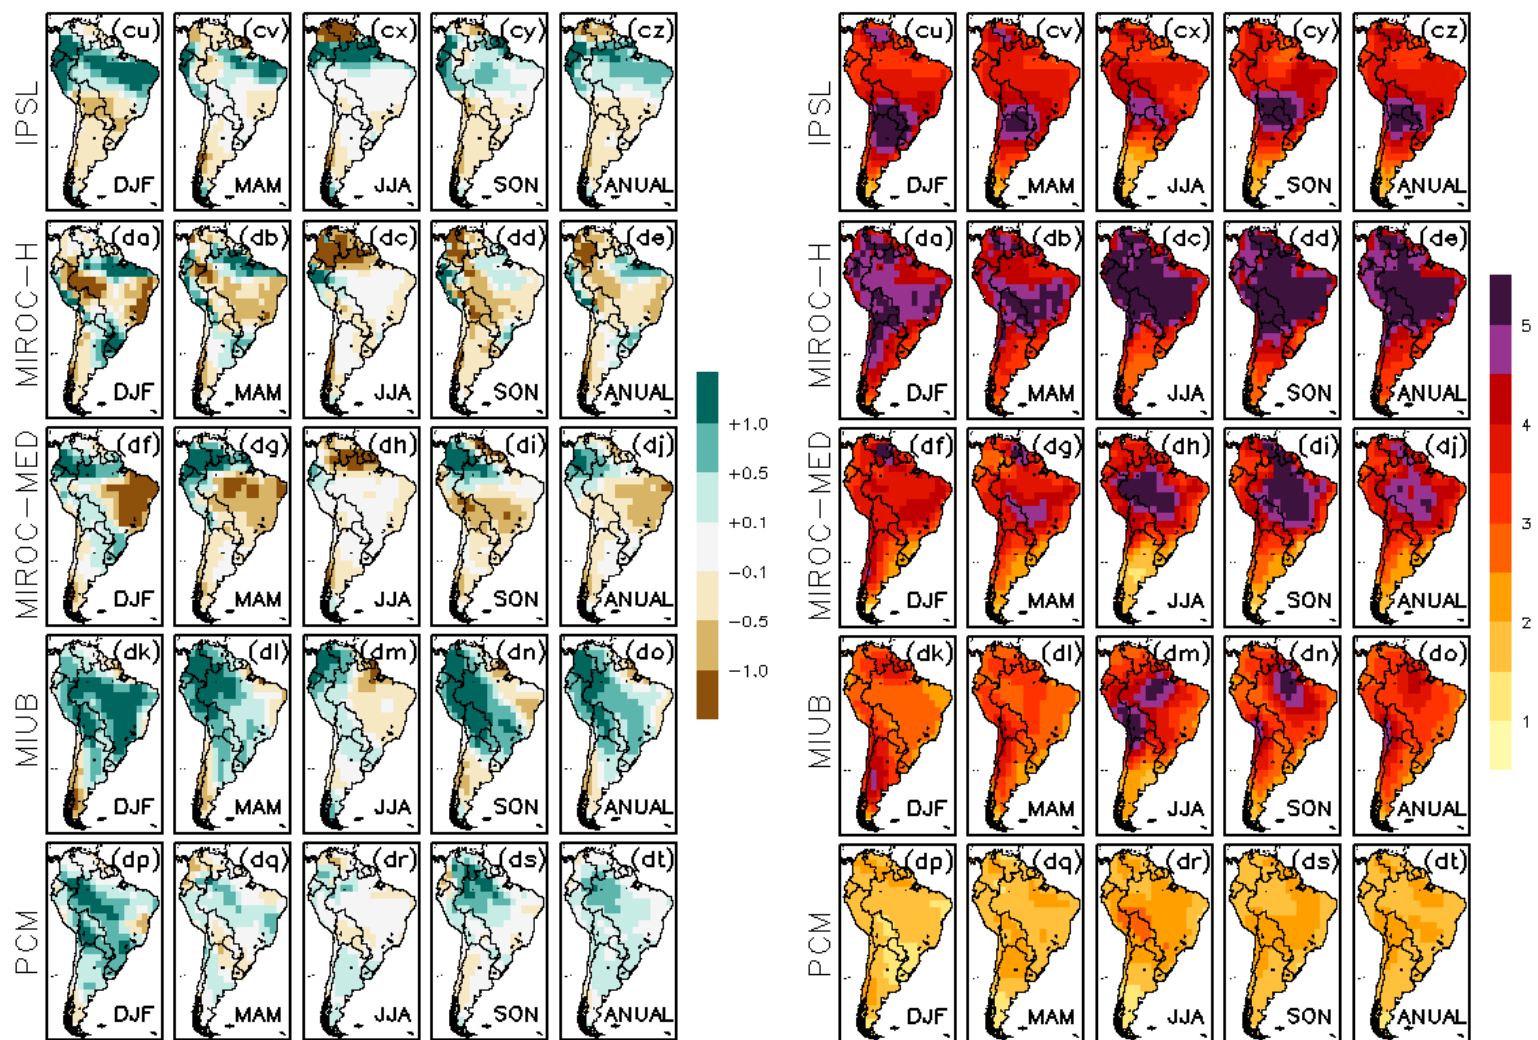 IPSL
(cu) DJF
(cv) MAM
(cx) JJA
(cy) SON
(cz) ANUAL
(cu) DJF
(cv) MAM
(cx) JJA
(cy) SON
(cz) ANUAL
IPSL
MIROC-H
(da) DJF
(db) MAM
(dc) JJA
(dd) SON
(de) ANUAL
(da) DJF
(db) MAM
(dc) JJA
(dd) SON
(de) ANUAL
MIROC-H
MIROC-MED
(df) DJF
(dg) MAM
(dh) JJA
(di) SON
(dj) ANUAL
(df) DJF
(dg) MAM
(dh) JJA
(di) SON
(dj) ANUAL
MIROC-MED
MIUB
(dk) DJF
(dl) MAM
(dm) JJA
(dn) SON
(do) ANUAL
(dk) DJF
(dl) MAM
(dm) JJA
(dn) SON
(do) ANUAL
MIUB
PCM
(dp) DJF
(dq) MAM
(dr) JJA
(ds) SON
(dt) ANUAL
(dp) DJF
(dq) MAM
(dr) JJA
(ds) SON
(dt) ANUAL
PCM
+1.0
+0.5
+0.1
-0.1
-0.5
-1.0
5
4
3
2
1